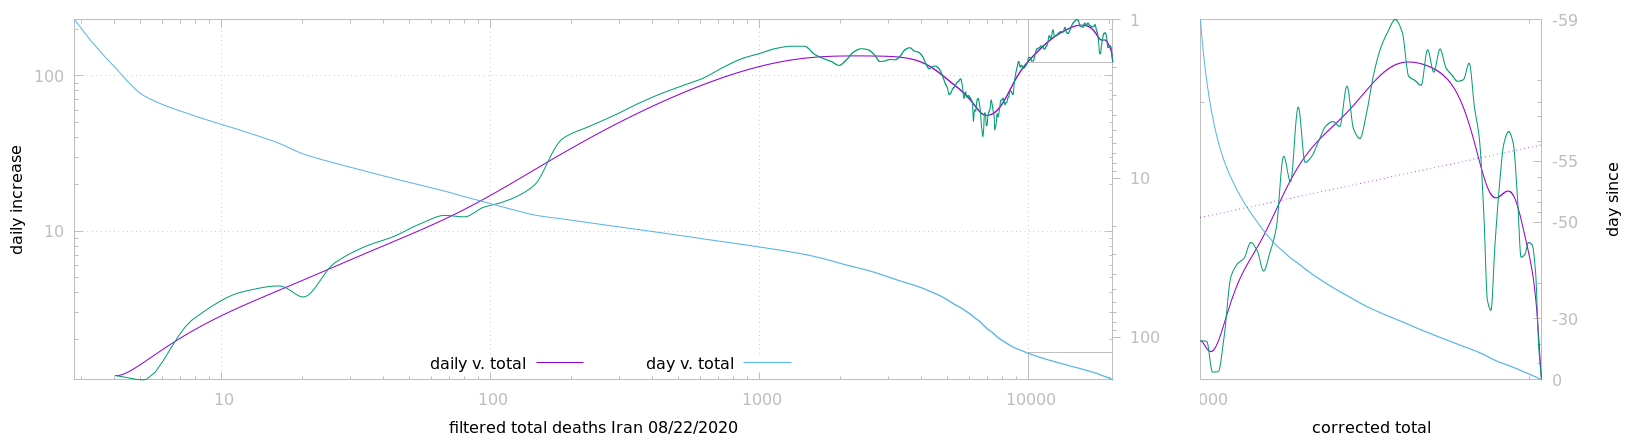 daily increase
100
10
daily v. total
day v. total
10
100
1000
10000
filtered total deaths Iran 08/22/2020
1
10
100
000
corrected total
-59
-55
-50
-30
0
day since